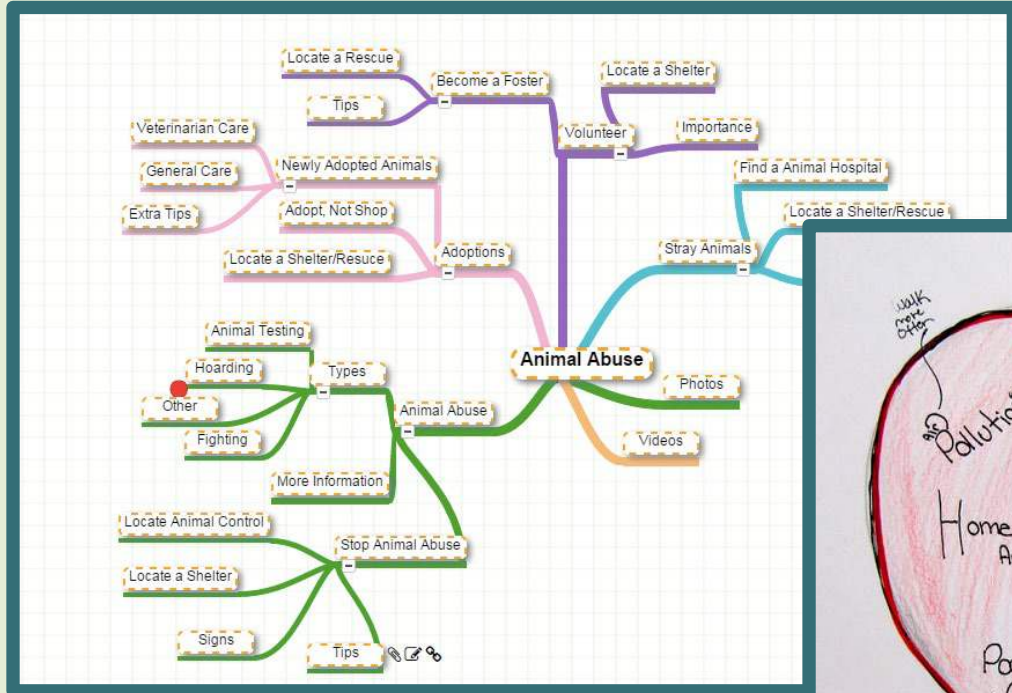 Locate a Rescue
Become a Foster
Tips
Locate a Shelter
Volunteer
Importance
Veterinarian Care
General Care
Newly Adopted Animals
Extra Tips
Adopt, Not Shop
Locate a Shelter/Resuce
Adoptions
Find a Animal Hospital
Locate a Shelter/Rescue
Stray Animals
Animal Abuse
Photos
Videos
Animal Testing
Hoarding
Types
Other
Fighting
Animal Abuse
More Information
Locate Animal Control
Stop Animal Abuse
Locate a Shelter
Signs
Tips
Walk
more
often
air
Home